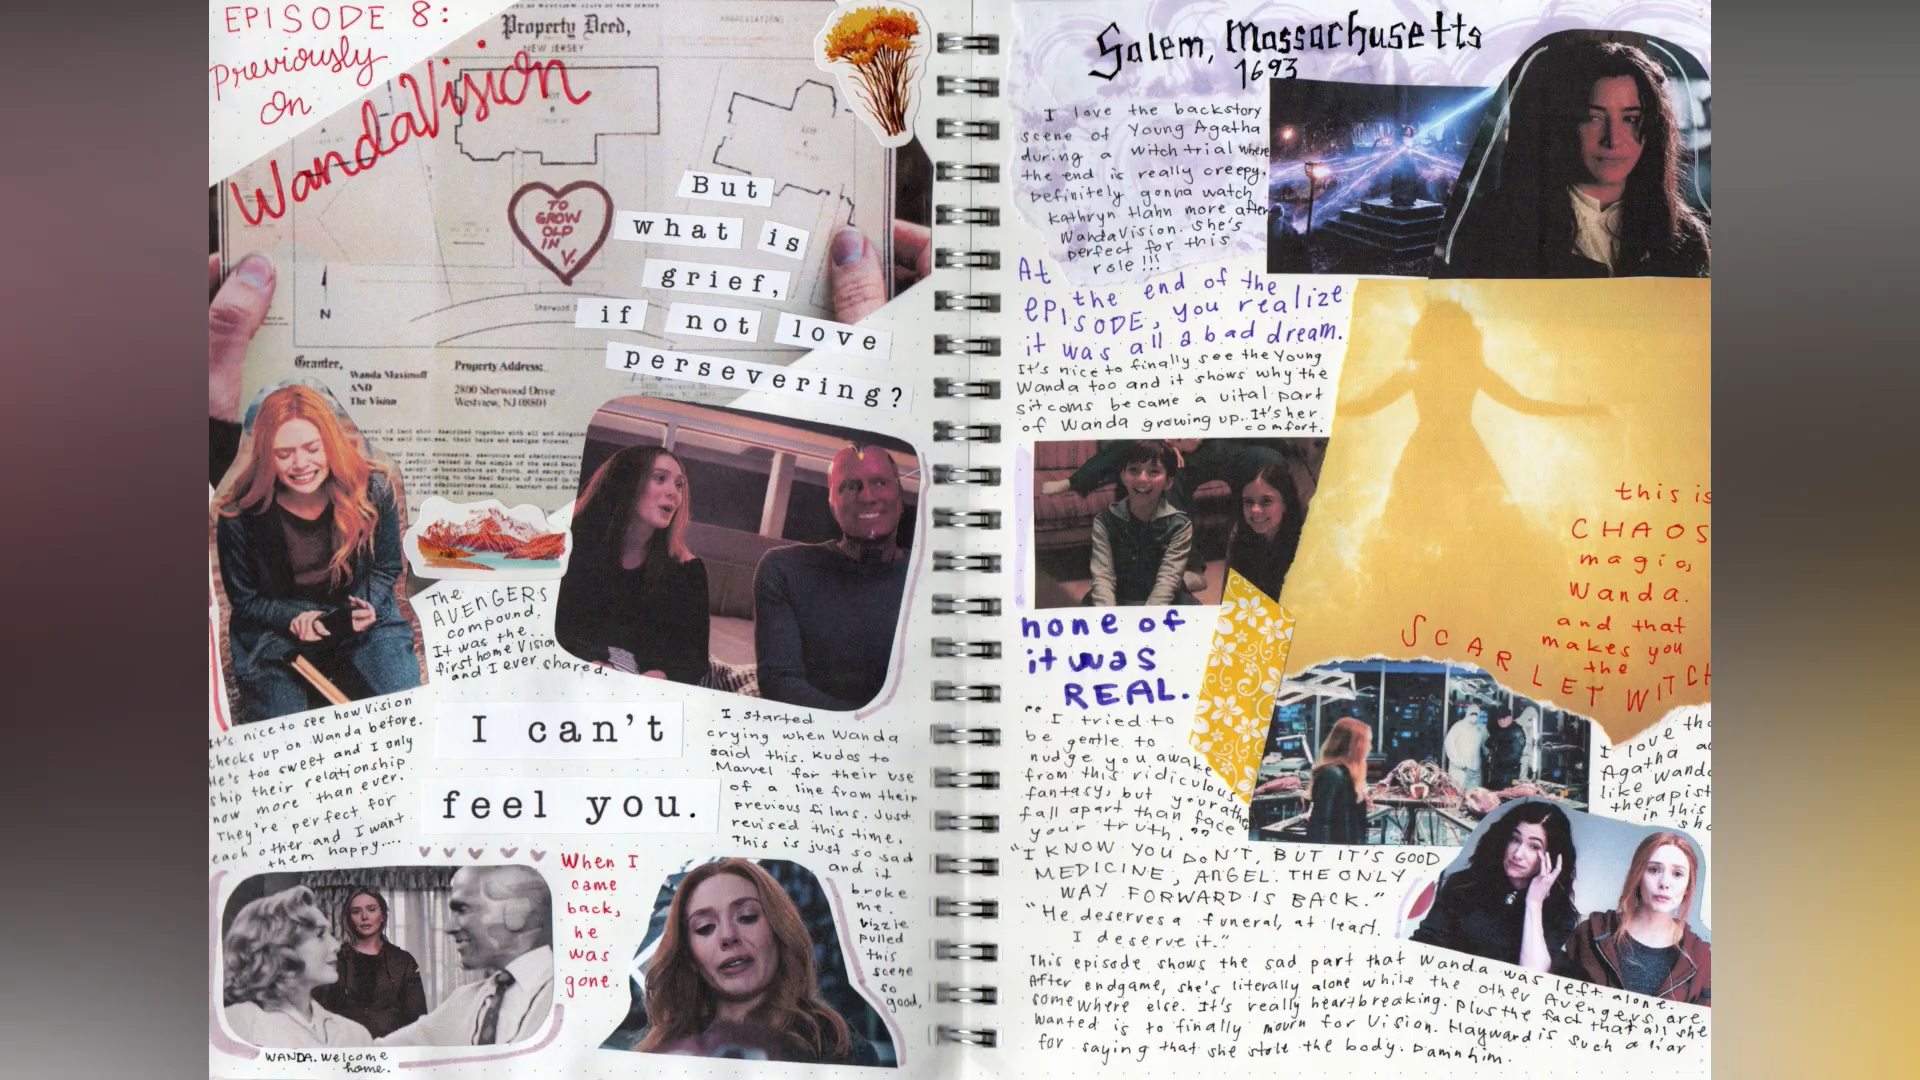 EPISODE 8:
Previously
On
WandaVision
Property Deed,
NEW JERSEY
ABBREVIATIONS
TO
GROW
OLD
IN
V.
N
But
what is
grief,
if not love
persevering?
Grantee,
Wanda Maximoff
AND
The Vision
Property Address:
2800 Sherwood Drive
Westview, NJ 08801
The
AVENGERS
compound.
It was the..
first home Vision
and I ever shared.
It's nice to see how Vision
checks up on Wanda before.
He's too sweet and I only
ship their relationship
now more than ever.
They're perfect for
each other and I want
them happy....
I can't
feel you.
I started
crying when Wanda
said this. Kudos to
Marvel for their use
of a line from their
previous films. Just
revised this time.
This is just so sad
and it
broke
me.
Lizzie
pulled
this
scene
so
good.
When I
came
back,
he
was
gone.
WANDA. Welcome
home.
Salem, Massachusetts
1693
I love the backstory
scene of Young Agatha
during a witch trial where
the end is really creepy.
Definitely gonna watch
Kathryn Hahn more after
WandaVision. She's
perfect for this
role!!!
At the end of the
EPISODE, you realize
it was all a bad dream.
It's nice to finally see the Young
Wanda too and it shows why the
sitcoms became a vital part
of Wanda growing up. It's her
comfort.
none of
it was
REAL.
"I tried to
be gentle. to
nudge you awake
from this ridiculous
fantasy, but you rathe
fall apart than face
your truth."
this is
CHAOS
magic,
Wanda.
and that
makes you
the
SCARLET WITCH
I love th
Agatha a
like Wand
therapist
in this
sh
"I KNOW YOU DON'T, BUT IT'S GOOD
MEDICINE, ANGEL. THE ONLY
WAY FORWARD IS BACK."
"He deserves a funeral, at least.
I deserve it."
This episode shows the sad part that Wanda was left alone.
After endgame, she's literally alone while the other Avengers are
somewhere else. It's really heartbreaking. Plus the fact that all she
wanted is to finally mourn for Vision. Hayward is such a liar
for saying that she stole the body. Damn him.